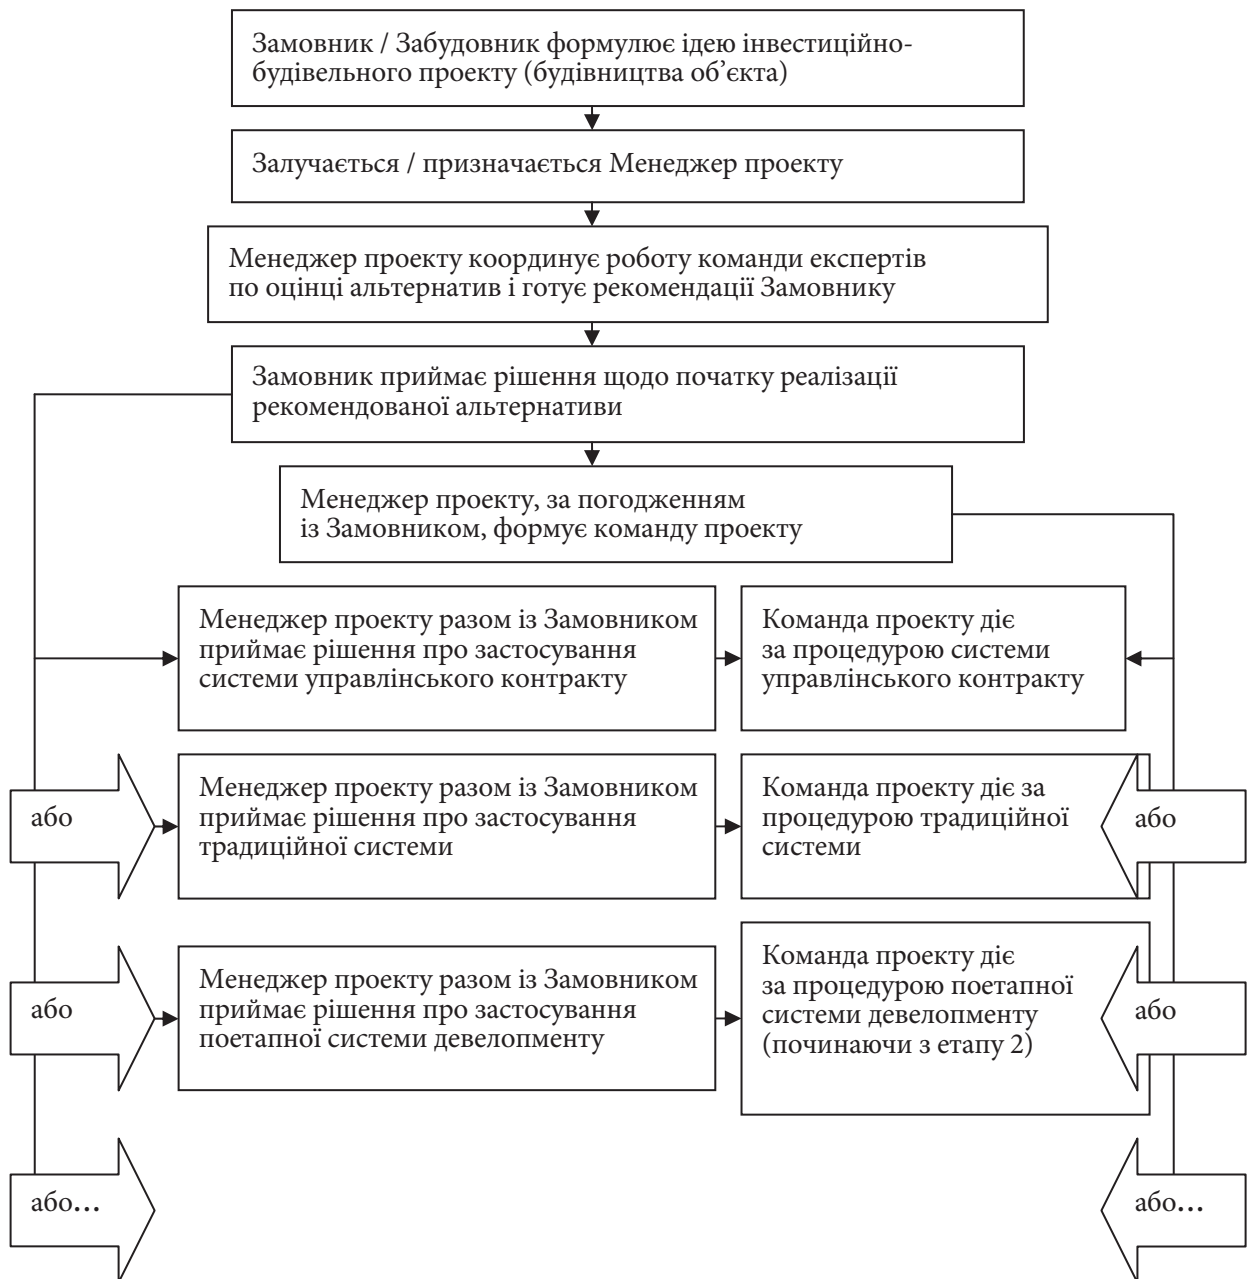 Замовник / Забудовник формулює ідею інвестиційно-
будівельного проекту (будівництва об’єкта)
Залучається / призначається Менеджер проекту
Менеджер проекту координує роботу команди експертів
по оцінці альтернатив і готує рекомендації Замовнику
Замовник приймає рішення щодо початку реалізації
рекомендованої альтернативи
Менеджер проекту, за погодженням
із Замовником, формує команду проекту
Менеджер проекту разом із Замовником
приймає рішення про застосування
системи управлінського контракту
Команда проекту діє
за процедурою системи
управлінського контракту
або
Менеджер проекту разом із Замовником
приймає рішення про застосування
традиційної системи
Команда проекту діє за
процедурою традиційної
системи
або
або
Менеджер проекту разом із Замовником
приймає рішення про застосування
поетапної системи девелопменту
Команда проекту діє
за процедурою поетапної
системи девелопменту
(починаючи з етапу 2)
або
або...
або...